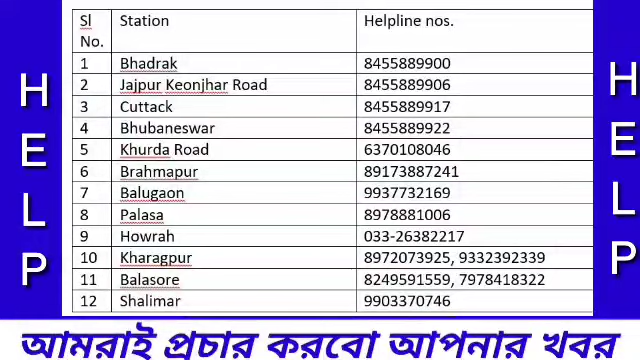 Sl No. Station Helpline nos.
1 Bhadrak 8455889900
2 Jajpur Keonjhar Road 8455889906
3 Cuttack 8455889917
4 Bhubaneswar 8455889922
5 Khurda Road 6370108046
6 Brahmapur 89173887241
7 Balugaon 9937732169
8 Palasa 8978881006
9 Howrah 033-26382217
10 Kharagpur 8972073925, 9332392339
11 Balasore 8249591559, 7978418322
12 Shalimar 9903370746
HELP
HELP
আমরাই প্রচার করবো আপনার খবর